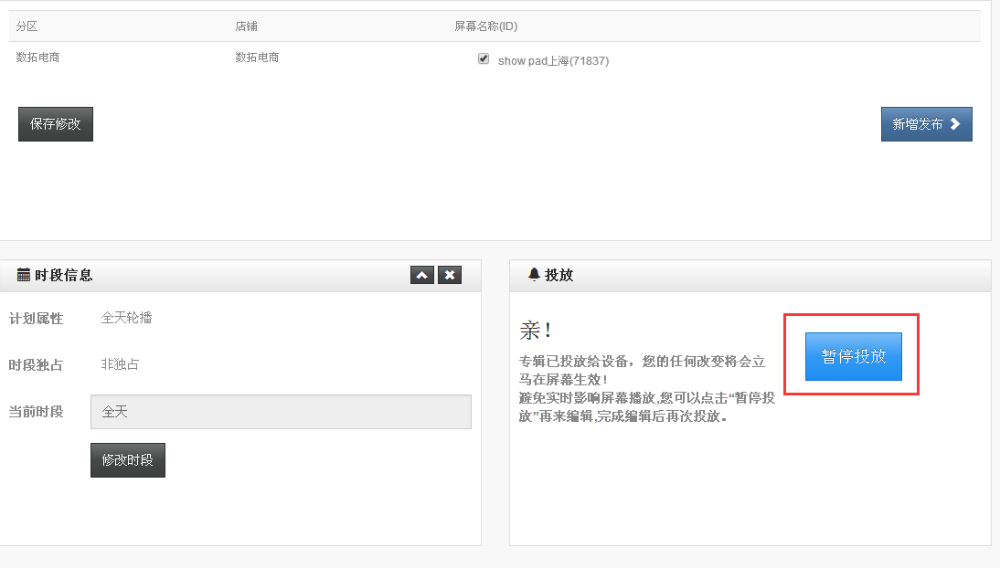 分区 店铺 屏幕名称(ID)
数拓电商 数拓电商 show pad上海(71837)
保存修改 新增发布
时段信息
计划属性 全天轮播
时段独占 非独占
当前时段 全天
修改时段
投放
亲！
专辑已投放给设备，您的任何改变将会立
马在屏幕生效！
避免实时影响屏幕播放,您可以点击“暂停投
放”再来编辑,完成编辑后再次投放。
暂停投放